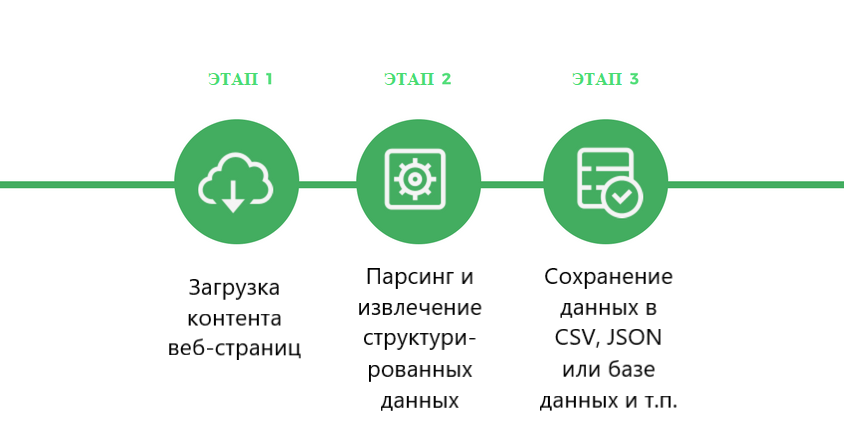 ЭТАП 1
ЭТАП 2
ЭТАП 3
Загрузка
контента
веб-страниц
Парсинг и
извлечение
структури-
рованных
данных
Сохранение
данных в
CSV, JSON
или базе
данных и т.п.